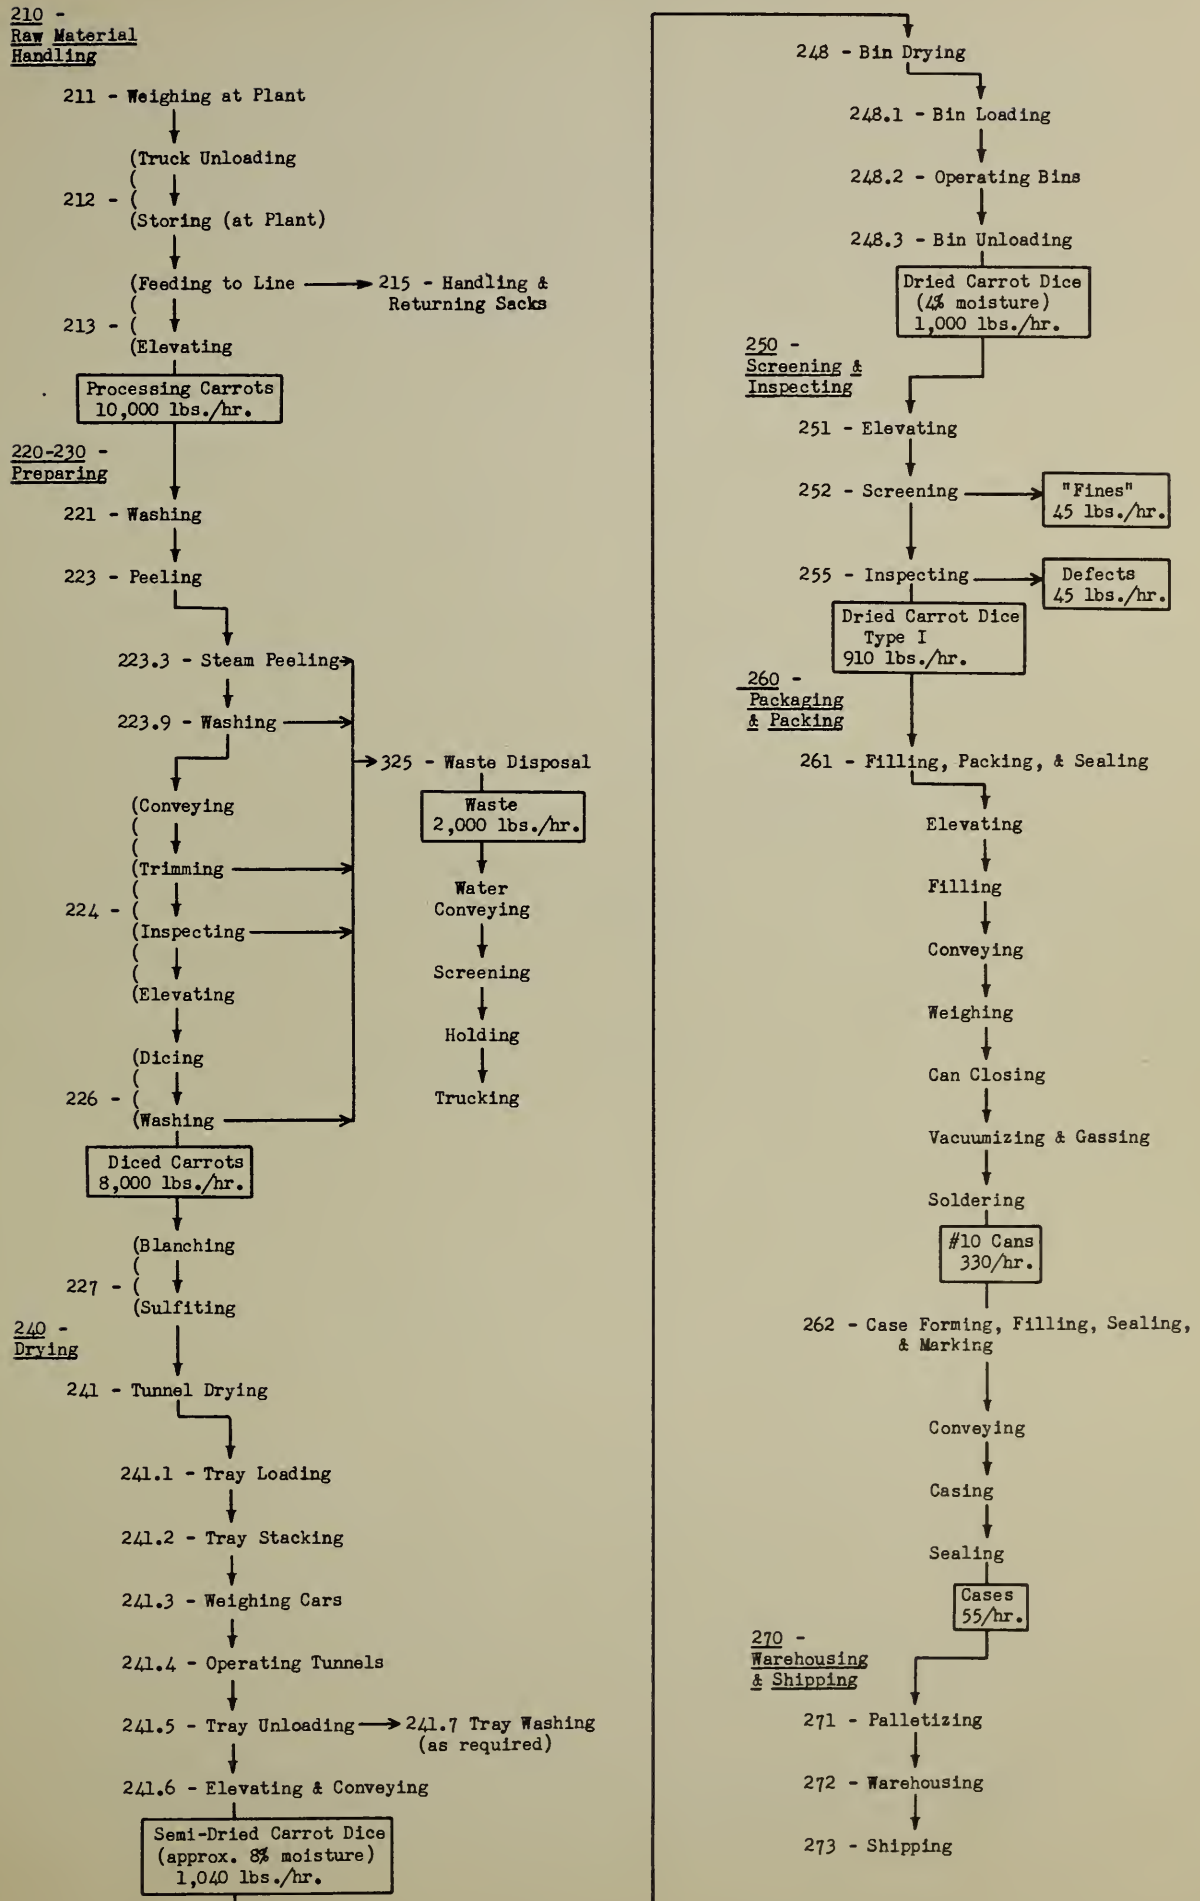 210 -
Raw Material
Handling
211 - Weighing at Plant
(Truck Unloading
(
212 - (
(Storing (at Plant)
(Feeding to Line
215 - Handling &
Returning Sacks
(
213 - (
(Elevating
Processing Carrots
10,000 lbs./hr.
220-230 -
Preparing
221 - Washing
223 - Peeling
223.3 - Steam Peeling
223.9 - Washing
325 - Waste Disposal
Waste
2,000 lbs./hr.
Water
Conveying
Screening
Holding
Trucking
(Conveying
(
(
(Trimming
(
224 - (
(Inspecting
(
(
(Elevating
(Dicing
(
226 - (
(Washing
Diced Carrots
8,000 lbs./hr.
(Blanching
(
227 - (
(Sulfiting
240 -
Drying
241 - Tunnel Drying
241.1 - Tray Loading
241.2 - Tray Stacking
241.3 - Weighing Cars
241.4 - Operating Tunnels
241.5 - Tray Unloading
241.7 Tray Washing
(as required)
241.6 - Elevating & Conveying
Semi-Dried Carrot Dice
(approx. 8% moisture)
1,040 lbs./hr.
248 - Bin Drying
248.1 - Bin Loading
248.2 - Operating Bins
248.3 - Bin Unloading
Dried Carrot Dice
(4% moisture)
1,000 lbs./hr.
250 -
Screening &
Inspecting
251 - Elevating
252 - Screening
"Fines"
45 lbs./hr.
255 - Inspecting
Defects
45 lbs./hr.
Dried Carrot Dice
Type I
910 lbs./hr.
260 -
Packaging
& Packing
261 - Filling, Packing, & Sealing
Elevating
Filling
Conveying
Weighing
Can Closing
Vacuumizing & Gassing
Soldering
#10 Cans
330/hr.
262 - Case Forming, Filling, Sealing,
& Marking
Conveying
Casing
Sealing
Cases
55/hr.
270 -
Warehousing
& Shipping
271 - Palletizing
272 - Warehousing
273 - Shipping